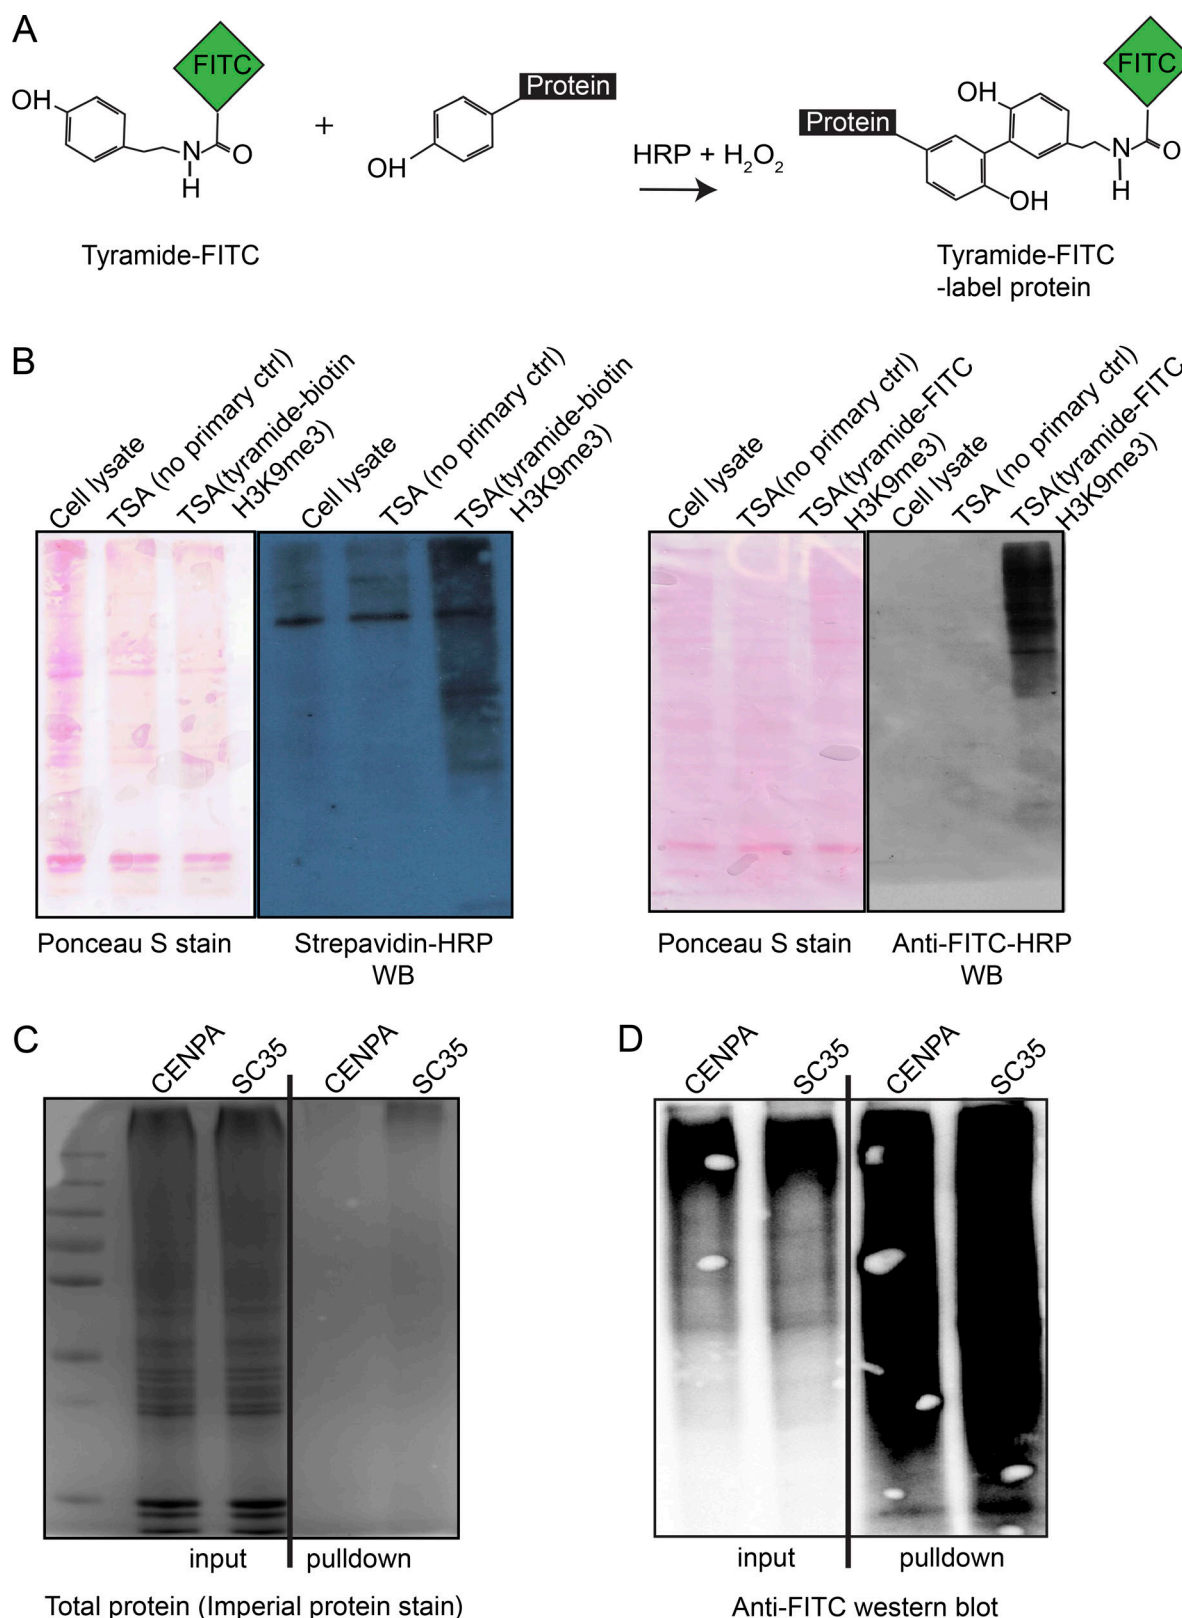 A
FITC
OH
N
H
O
Tyramide-FITC
+
Protein
OH
HRP + H2O2
Protein
OH
OH
FITC
N
H
O
Tyramide-FITC
-label protein
B
Cell lysate
TSA (no primary ctrl)
TSA(tyramide-biotin
H3K9me3)
Cell lysate
TSA (no primary ctrl)
TSA(tyramide-biotin
H3K9me3)
Cell lysate
TSA(no primary ctrl)
TSA(tyramide-FITC
H3K9me3)
Cell lysate
TSA (no primary ctrl)
TSA(tyramide-FITC
H3K9me3)
Ponceau S stain
Strepavidin-HRP
WB
Ponceau S stain
Anti-FITC-HRP
WB
C
CENPA
SC35
CENPA
SC35
input
pulldown
Total protein (Imperial protein stain)
D
CENPA
SC35
CENPA
SC35
input
pulldown
Anti-FITC western blot